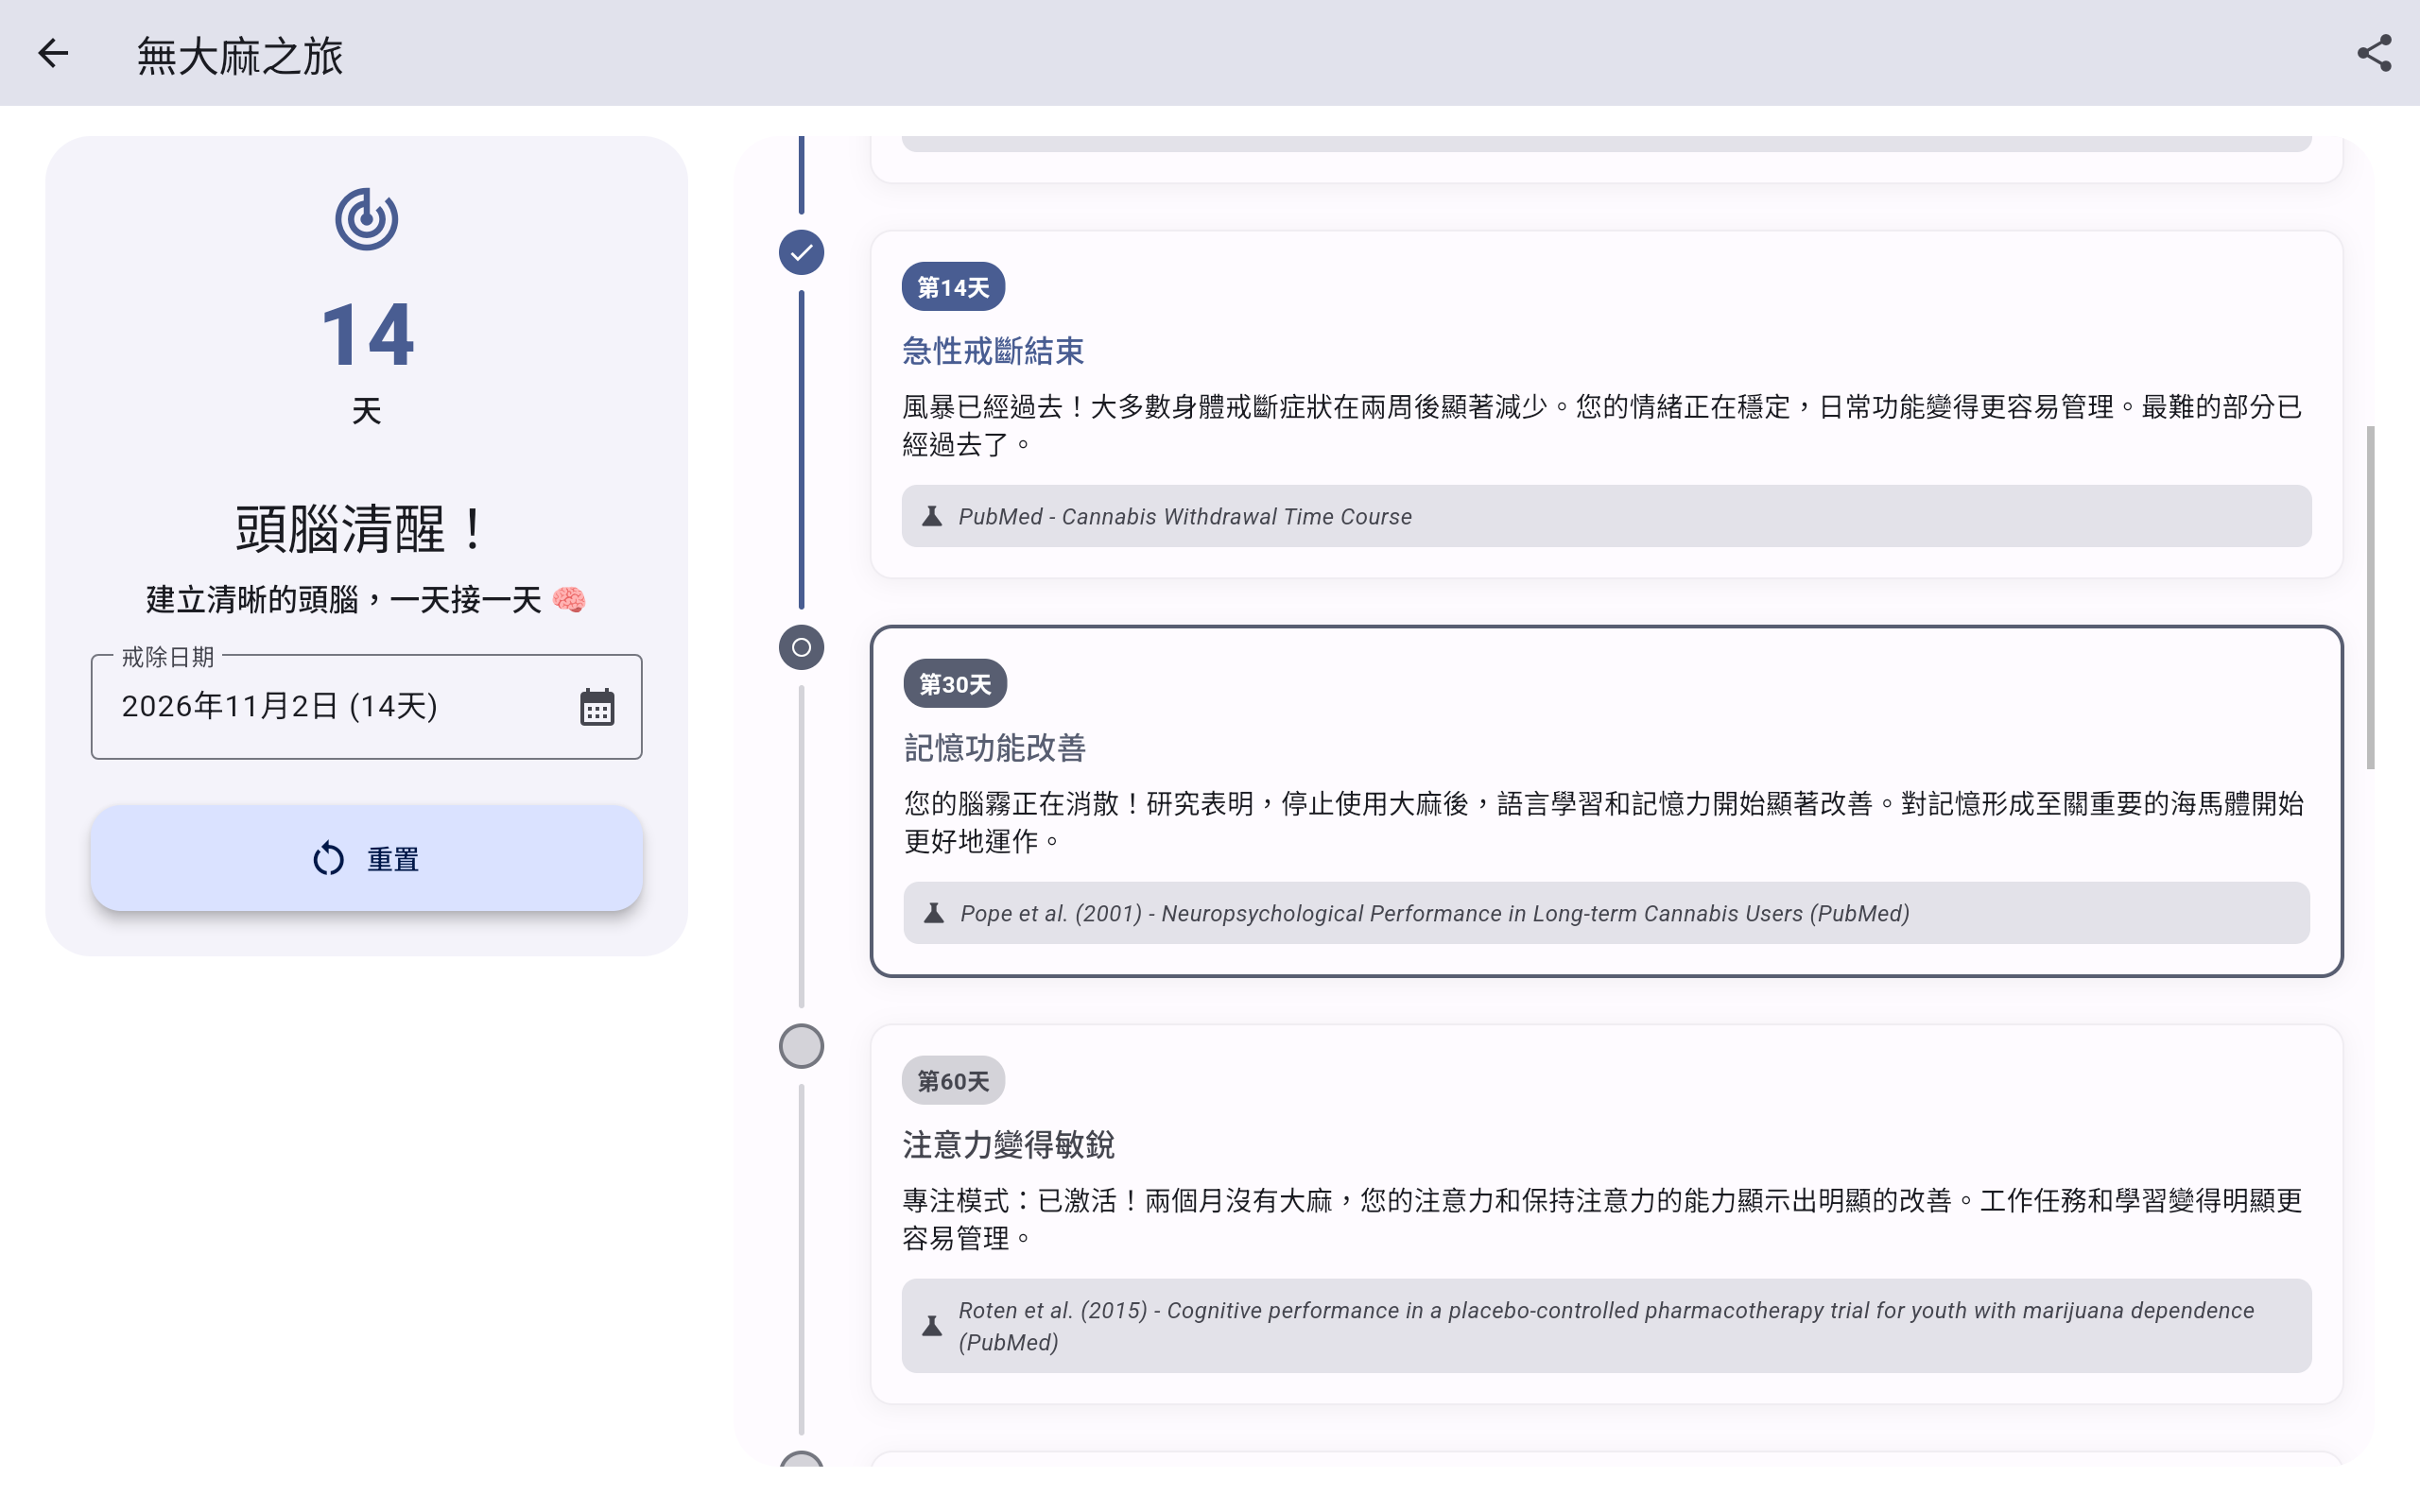 無大麻之旅
14
天
頭腦清醒！
建立清晰的頭腦，一天接一天 🧠
戒除日期
2026年11月2日 (14天)
重置
第14天
急性戒斷結束
風暴已經過去！大多數身體戒斷症狀在兩周後顯著減少。您的情緒正在穩定，日常功能變得更容易管理。最難的部分已
經過去了。
PubMed - Cannabis Withdrawal Time Course
第30天
記憶功能改善
您的腦霧正在消散！研究表明，停止使用大麻後，語言學習和記憶力開始顯著改善。對記憶形成至關重要的海馬體開始
更好地運作。
Pope et al. (2001) - Neuropsychological Performance in Long-term Cannabis Users (PubMed)
第60天
注意力變得敏銳
專注模式：已激活！兩個月沒有大麻，您的注意力和保持注意力的能力顯示出明顯的改善。工作任務和學習變得明顯更
容易管理。
Roten et al. (2015) - Cognitive performance in a placebo-controlled pharmacotherapy trial for youth with marijuana dependence
(PubMed)